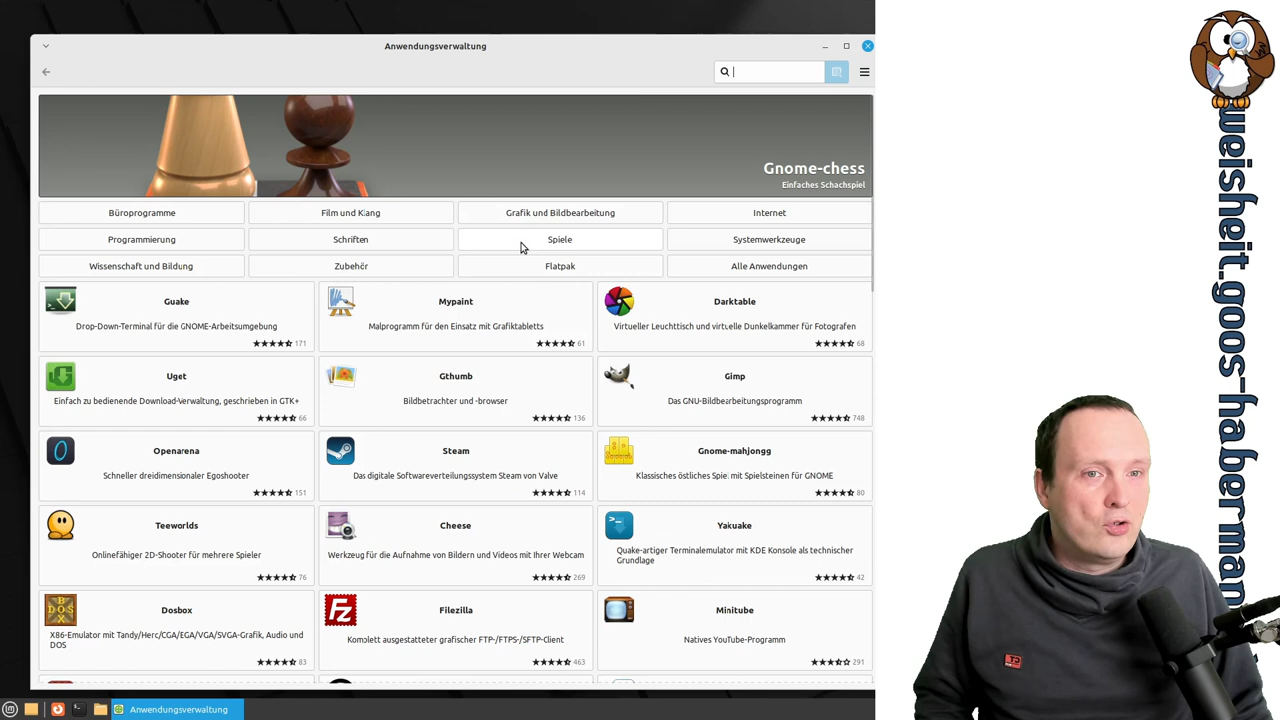 Anwendungsverwaltung
Gnome-chess
Einfaches Schachspiel
Büroprogramme
Film und Klang
Grafik und Bildbearbeitung
Internet
Programmierung
Schriften
Spiele
Systemwerkzeuge
Wissenschaft und Bildung
Zubehör
Flatpak
Alle Anwendungen
Guake
Drop-Down-Terminal für die GNOME-Arbeitsumgebung
171
Mypaint
Malprogramm für den Einsatz mit Grafiktabletts
61
Darktable
Virtueller Leuchttisch und virtuelle Dunkelkammer für Fotografen
68
Uget
Einfach zu bedienende Download-Verwaltung, geschrieben in GTK+
66
Gthumb
Bildbetrachter und -browser
136
Gimp
Das GNU-Bildbearbeitungsprogramm
748
Openarena
Schneller dreidimensionaler Egoshooter
151
Steam
Das digitale Softwareverteilungssystem Steam von Valve
114
Gnome-mahjongg
Klassisches östliches Spiel mit Spielsteinen für GNOME
80
Teeworlds
Onlinefähiger 2D-Shooter für mehrere Spieler
76
Cheese
Werkzeug für die Aufnahme von Bildern und Videos mit Ihrer Webcam
269
Yakuake
Quake-artiger Terminalemulator mit KDE Konsole als technischer
Grundlage
42
Dosbox
X86-Emulator mit Tandy/Herc/CGA/EGA/VGA/SVGA-Grafik, Audio und
DOS
83
Filezilla
Komplett ausgestatteter grafischer FTP-/FTPS-/SFTP-Client
463
Minitube
Natives YouTube-Programm
291
Anwendungsverwaltung
weisheit.goos-haberman